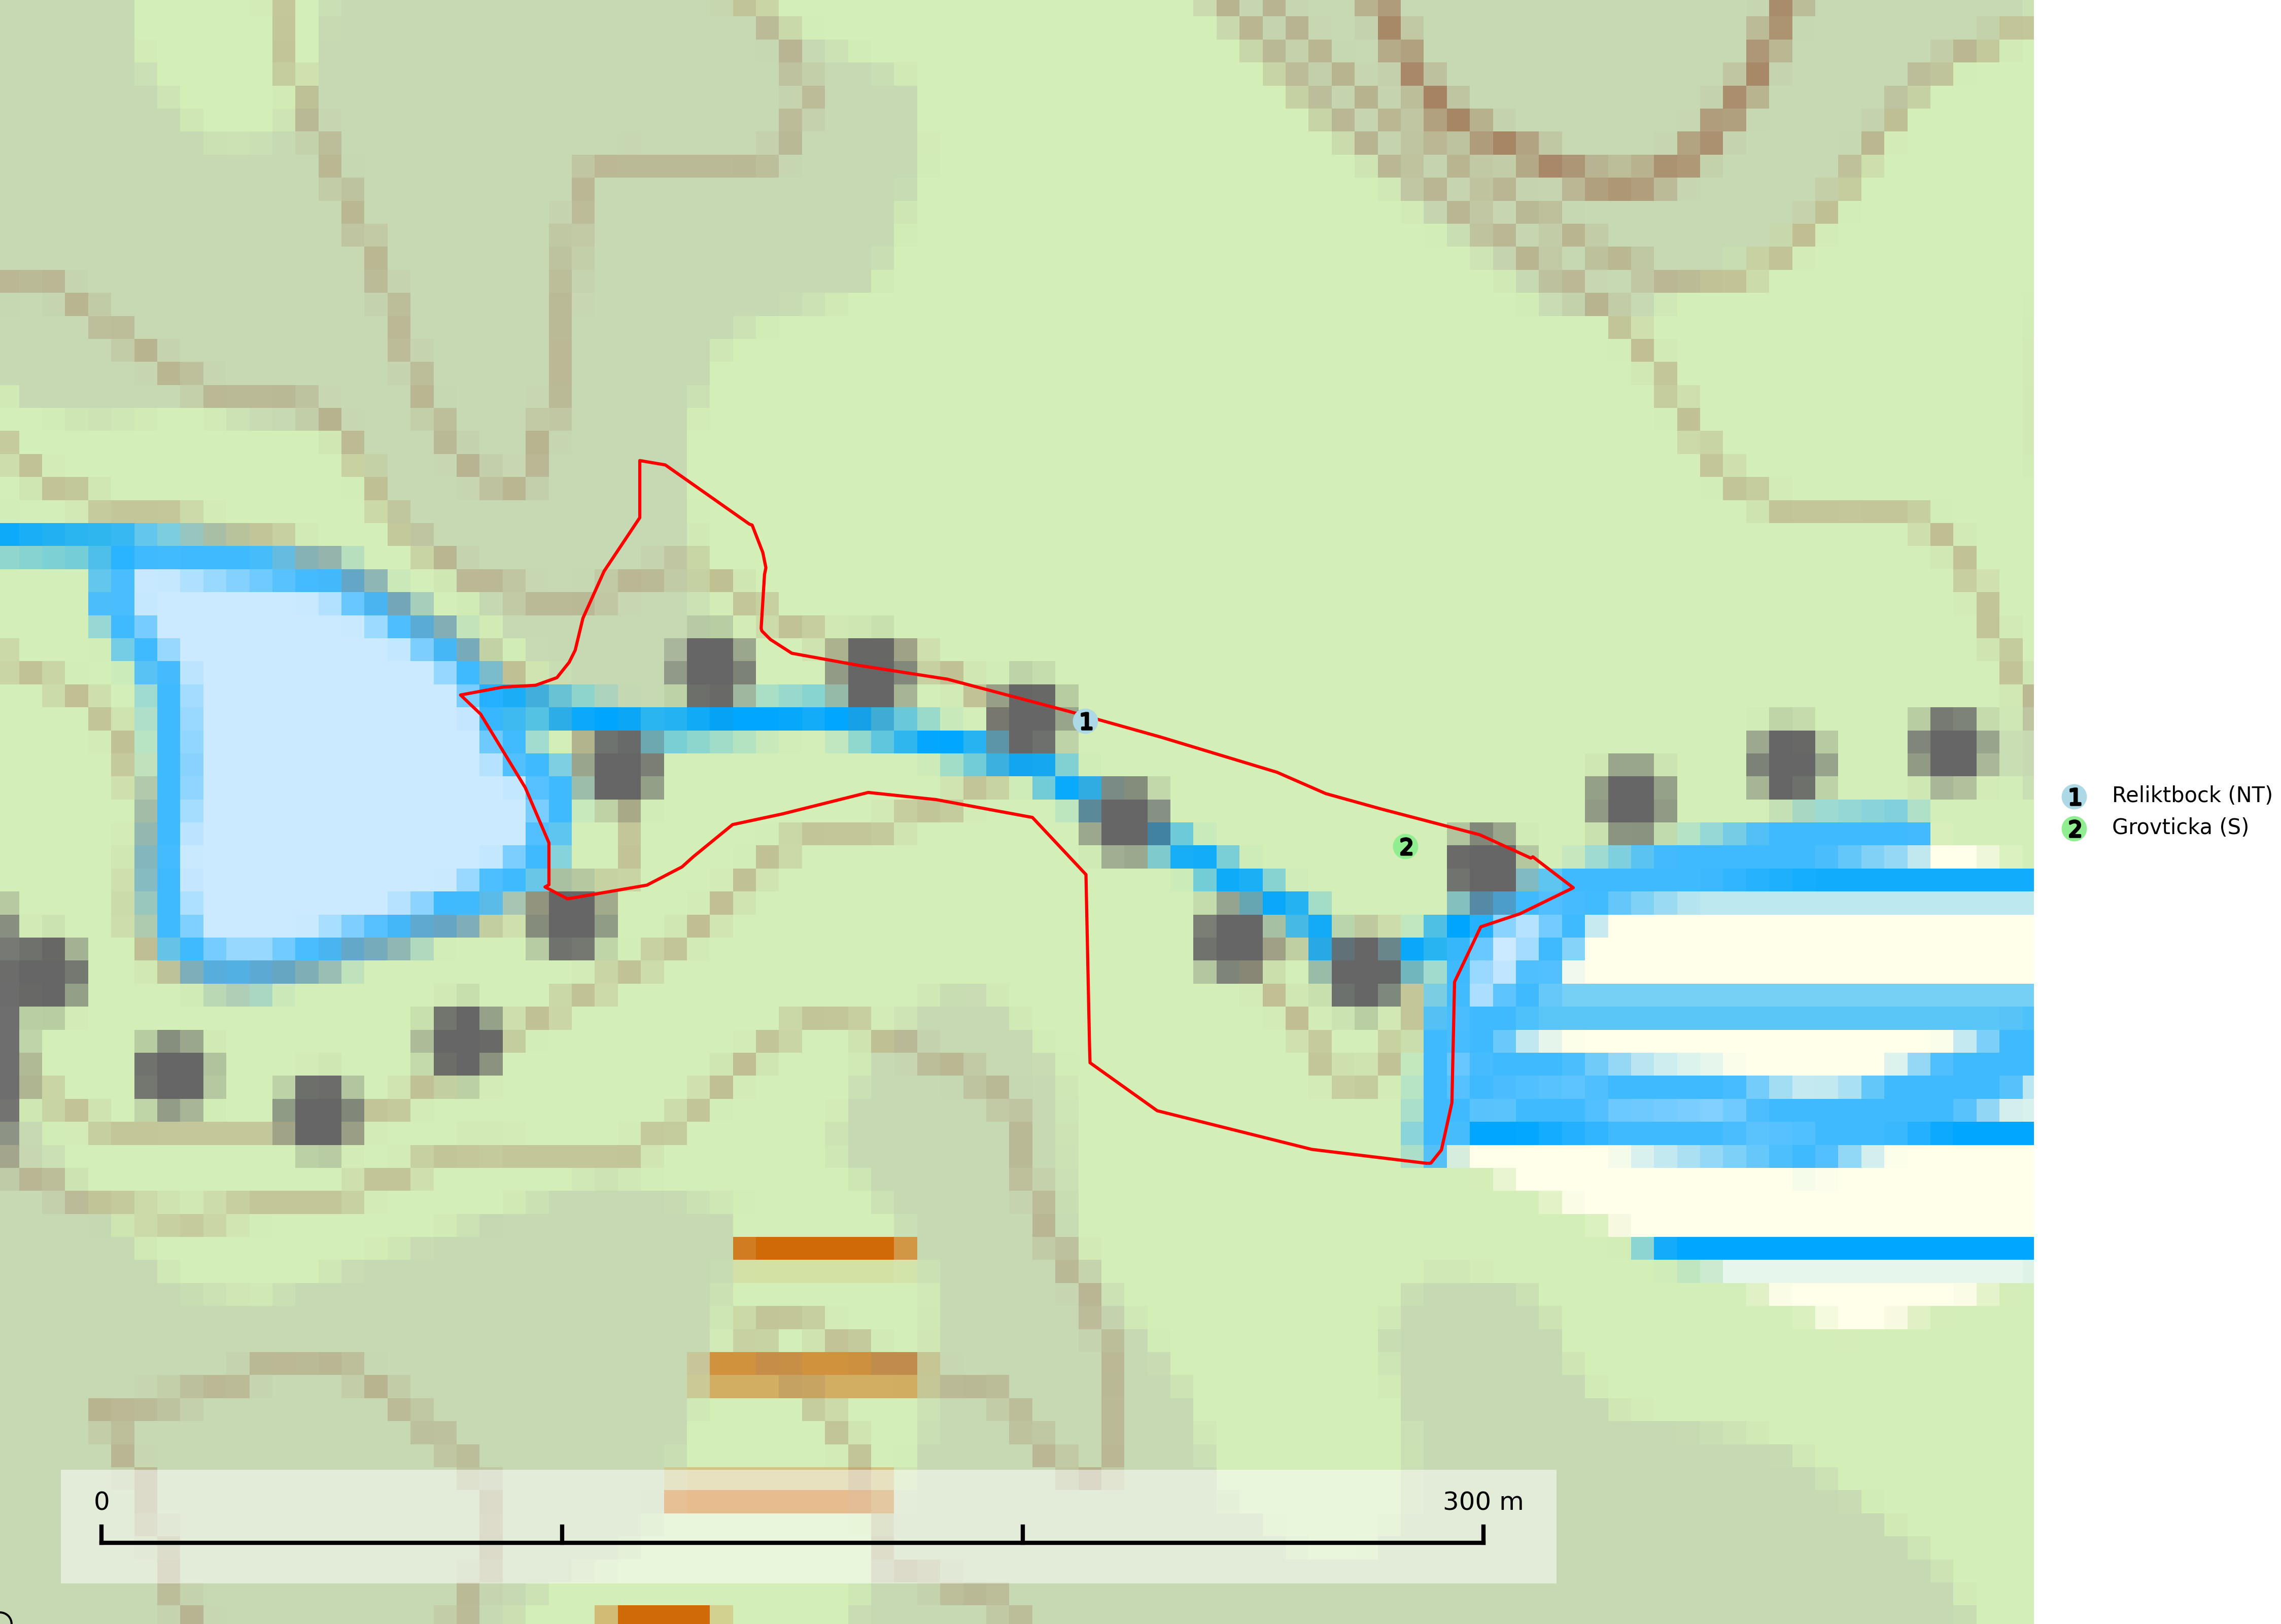 1
2
1 Reliktbock (NT)
2 Grovticka (S)
0 300 m